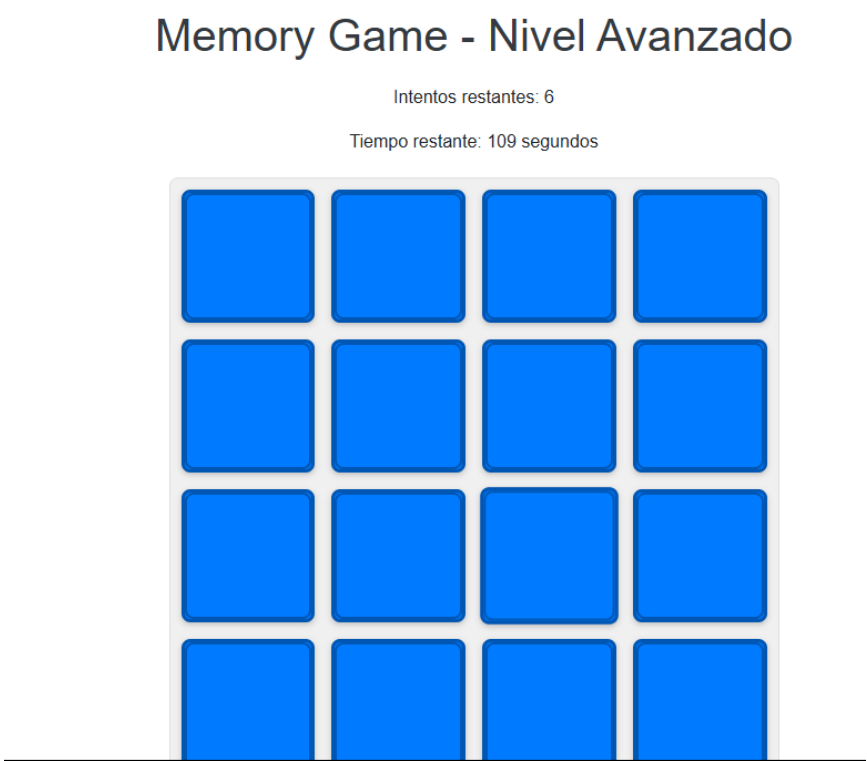 Memory Game - Nivel Avanzado
Intentos restantes: 6
Tiempo restante: 109 segundos